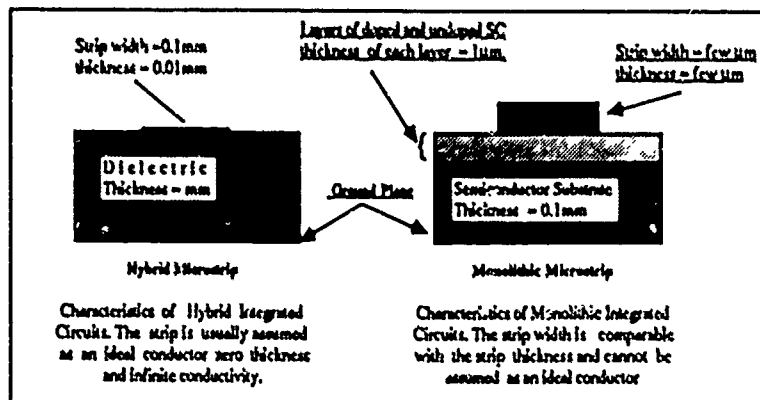 Strip width ≈0.1mm
thickness ≈ 0.01mm
Layers of doped and undoped SC
thickness of each layer ≈ 1μm.
Strip width ≈ few μm
thickness ≈ few μm
Dielectric
Thickness ≈ mm
Ground Plane
Semiconductor Substrate
Thickness ≈ 0.1mm
Hybrid Microstrip
Monolithic Microstrip
Characteristics of Hybrid Integrated
Circuits. The strip is usually assumed
as an ideal conductor zero thickness
and infinite conductivity.
Characteristics of Monolithic Integrated
Circuits. The strip width is comparable
with the strip thickness and cannot be
assumed as an ideal conductor